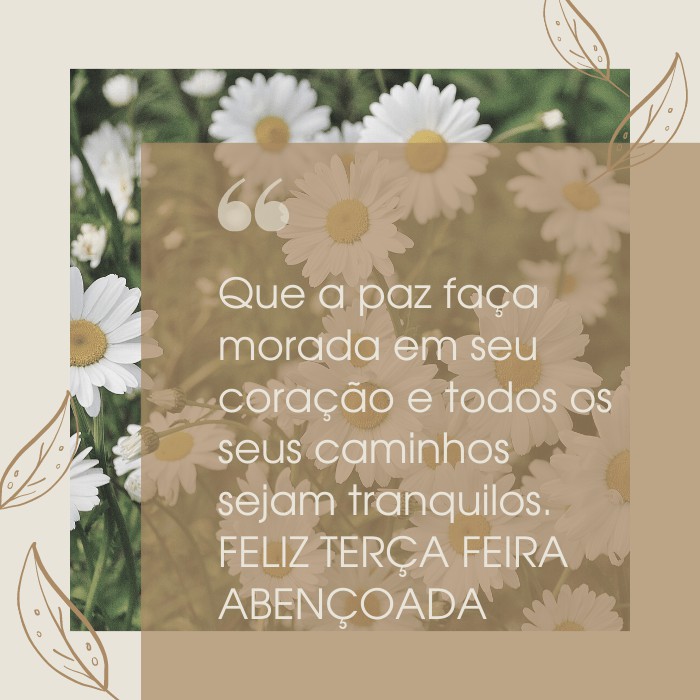 “
Que a paz faça
morada em seu
coração e todos os
seus caminhos
sejam tranquilos.
FELIZ TERÇA FEIRA
ABENÇOADA